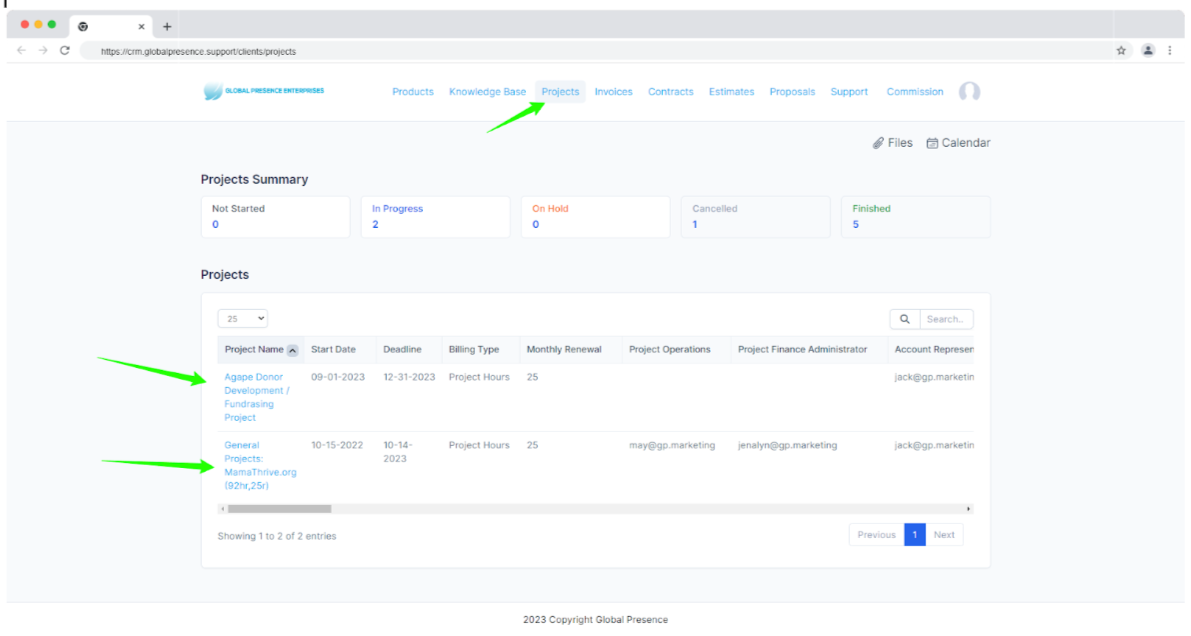 https://crm.globalpresence.support/clients/projects
GLOBAL PRESENCE ENTERPRISES
Products Knowledge Base Projects Invoices Contracts Estimates Proposals Support Commission
Files Calendar
Projects Summary
Not Started In Progress On Hold Cancelled Finished
0 2 0 1 5
Projects
25 Search..
Project Name Start Date Deadline Billing Type Monthly Renewal Project Operations Project Finance Administrator Account Represen
Agape Donor 09-01-2023 12-31-2023 Project Hours 25 jack@gp.marketin
Development /
Fundrasing
Project
General 10-15-2022 10-14- Project Hours 25 may@gp.marketing jenalyn@gp.marketing jack@gp.marketin
Projects: 2023
MamaThrive.org
(92hr,25r)
Showing 1 to 2 of 2 entries Previous 1 Next
2023 Copyright Global Presence